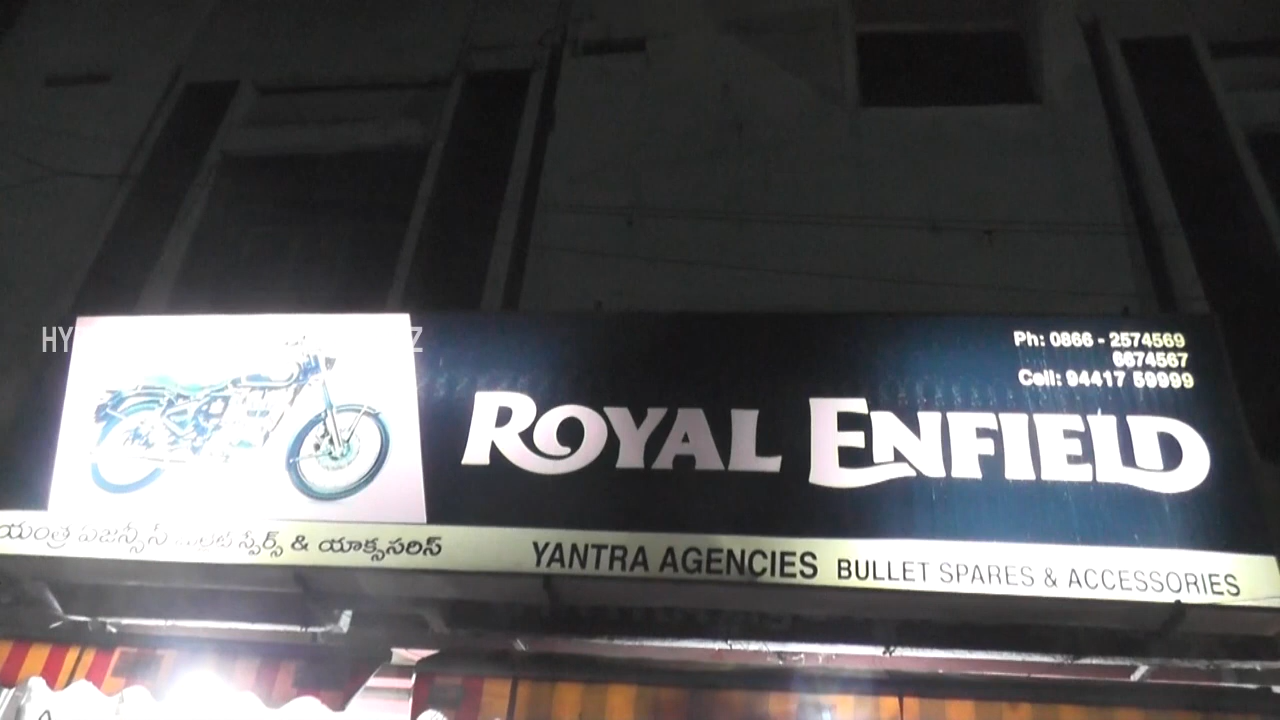 Ph: 0866 - 2574569
6674567
Cell: 94417 59999
ROYAL ENFIELD
యంత్ర ఏజన్సీస్ స్పేర్స్ & యాక్ససరిస్
YANTRA AGENCIES BULLET SPARES & ACCESSORIES